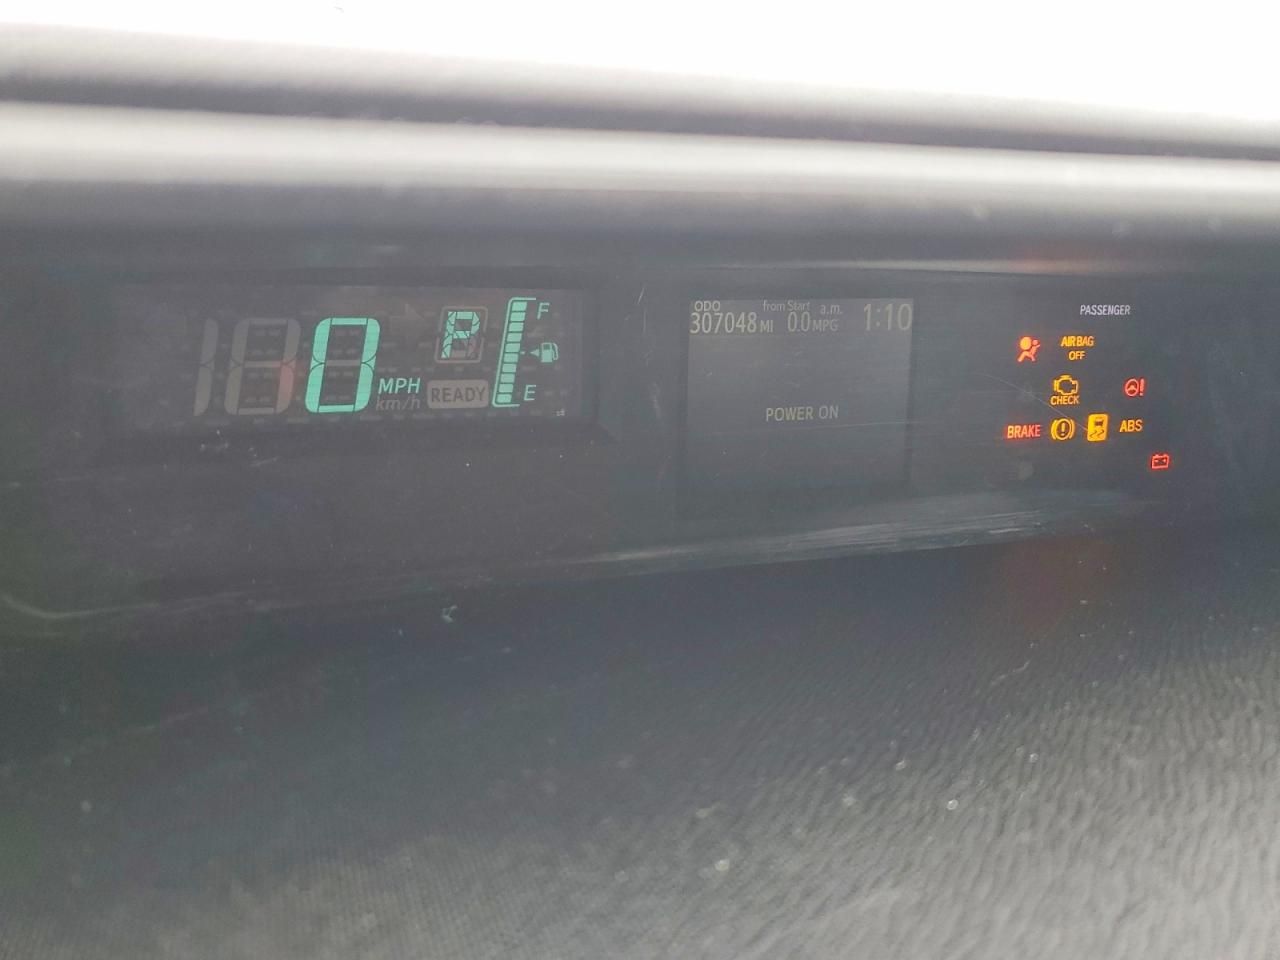 0
MPH
km/h
P
READY
F
E
ODO
307048 MI
from Start
0.0 MPG
a.m.
1:10
POWER ON
PASSENGER
AIRBAG
OFF
CHECK
BRAKE
ABS